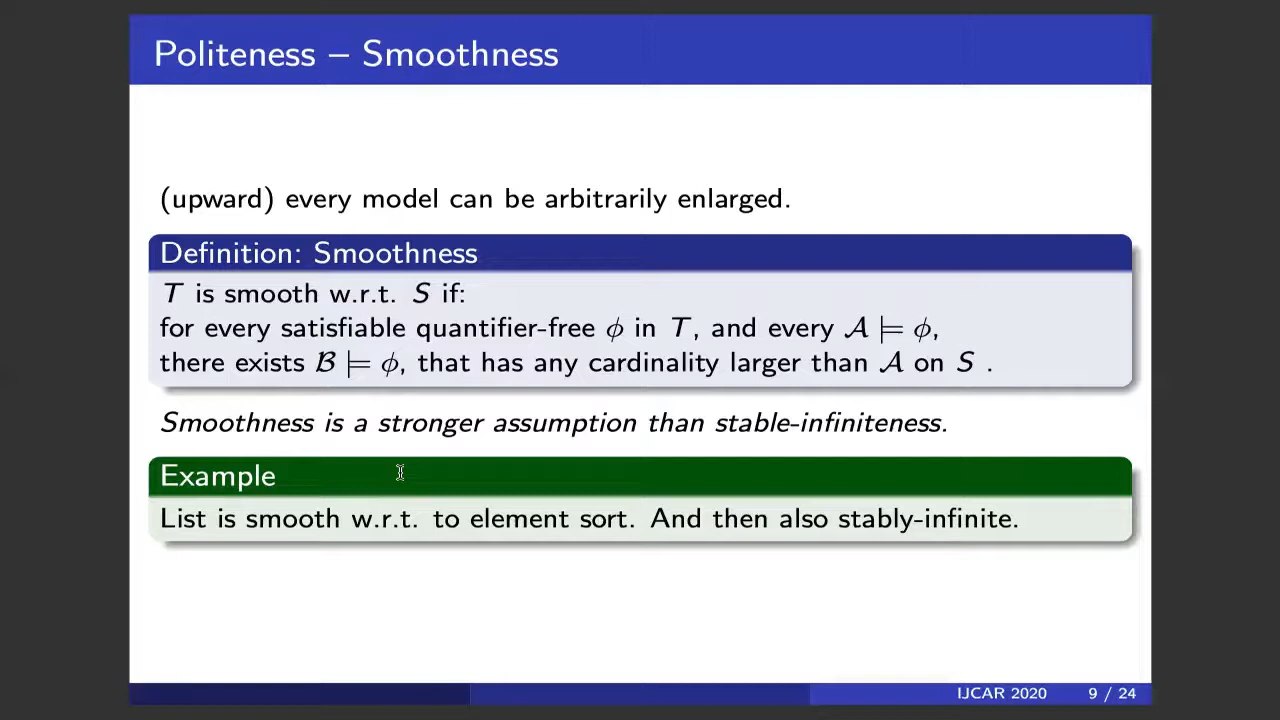 Politeness – Smoothness
(upward) every model can be arbitrarily enlarged.
Definition: Smoothness
T is smooth w.r.t. S if:
for every satisfiable quantifier-free ϕ in T, and every 𝒜 ⊨ ϕ,
there exists ℬ ⊨ ϕ, that has any cardinality larger than 𝒜 on S .
Smoothness is a stronger assumption than stable-infiniteness.
Example
List is smooth w.r.t. to element sort. And then also stably-infinite.
IJCAR 2020 9 / 24